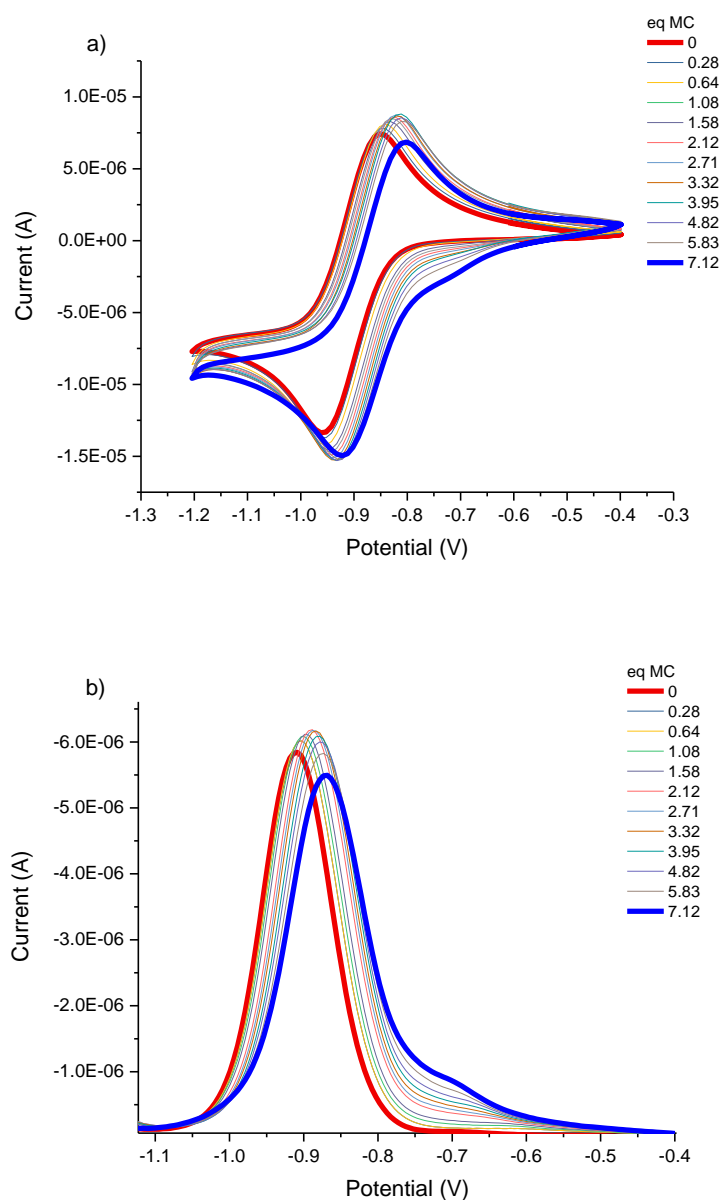 a)
eq MC
0
0.28
0.64
1.08
1.58
2.12
2.71
3.32
3.95
4.82
5.83
7.12
1.0E-05
5.0E-06
0.0E+00
-5.0E-06
-1.0E-05
-1.5E-05
Current (A)
-1.3 -1.2 -1.1 -1.0 -0.9 -0.8 -0.7 -0.6 -0.5 -0.4 -0.3
Potential (V)
b)
eq MC
0
0.28
0.64
1.08
1.58
2.12
2.71
3.32
3.95
4.82
5.83
7.12
-6.0E-06
-5.0E-06
-4.0E-06
-3.0E-06
-2.0E-06
-1.0E-06
Current (A)
-1.1 -1.0 -0.9 -0.8 -0.7 -0.6 -0.5 -0.4
Potential (V)